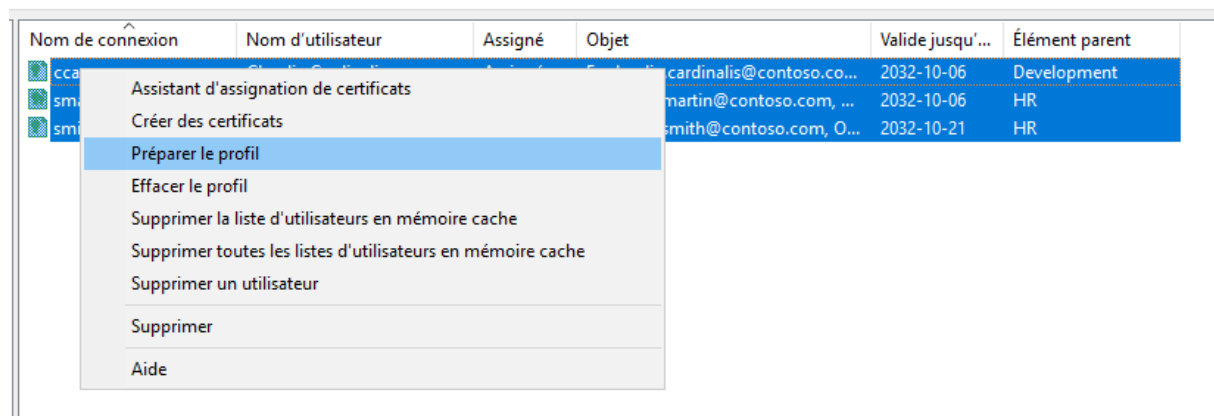 Nom de connexion Nom d'utilisateur Assigné Objet Valide jusqu'... Élément parent
cardinalis@contoso.co... 2032-10-06 Development
Assistant d'assignation de certificats
martin@contoso.com, ... 2032-10-06 HR
Créer des certificats
smith@contoso.com, O... 2032-10-21 HR
Préparer le profil
Effacer le profil
Supprimer la liste d'utilisateurs en mémoire cache
Supprimer toutes les listes d'utilisateurs en mémoire cache
Supprimer un utilisateur
Supprimer
Aide